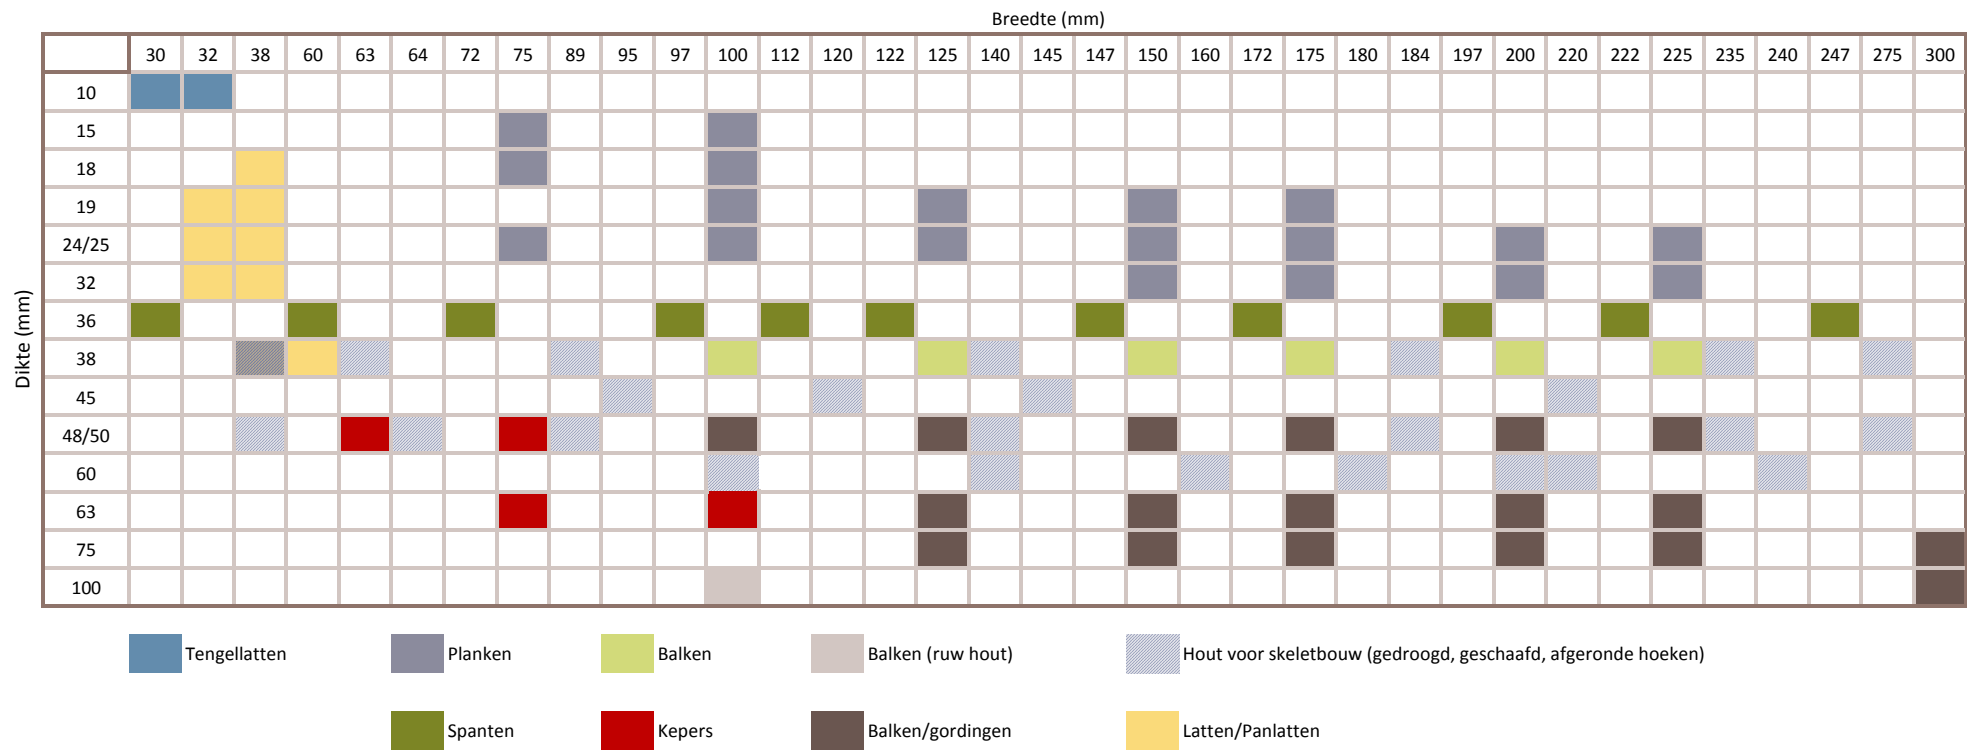 Breedte (mm)
30 32 38 60 63 64 72 75 89 95 97 100 112 120 122 125 140 145 147 150 160 172 175 180 184 197 200 220 222 225 235 240 247 275 300
Dikte (mm)
10
15
18
19
24/25
32
36
38
45
48/50
60
63
75
100
Tengellatten Planken Balken Balken (ruw hout) Hout voor skeletbouw (gedroogd, geschaafd, afgeronde hoeken)
Spanten Kepers Balken/gordingen Latten/Panlatten